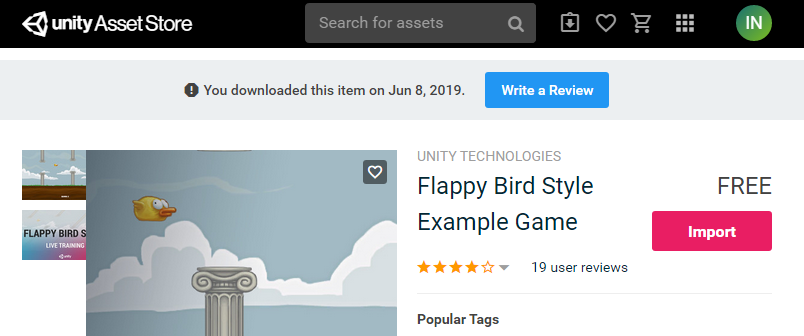 unity Asset Store
Search for assets
IN
You downloaded this item on Jun 8, 2019.
Write a Review
UNITY TECHNOLOGIES
Flappy Bird Style
Example Game
FREE
Import
19 user reviews
Popular Tags
FLAPPY BIRD S
LIVE TRAINING
unity